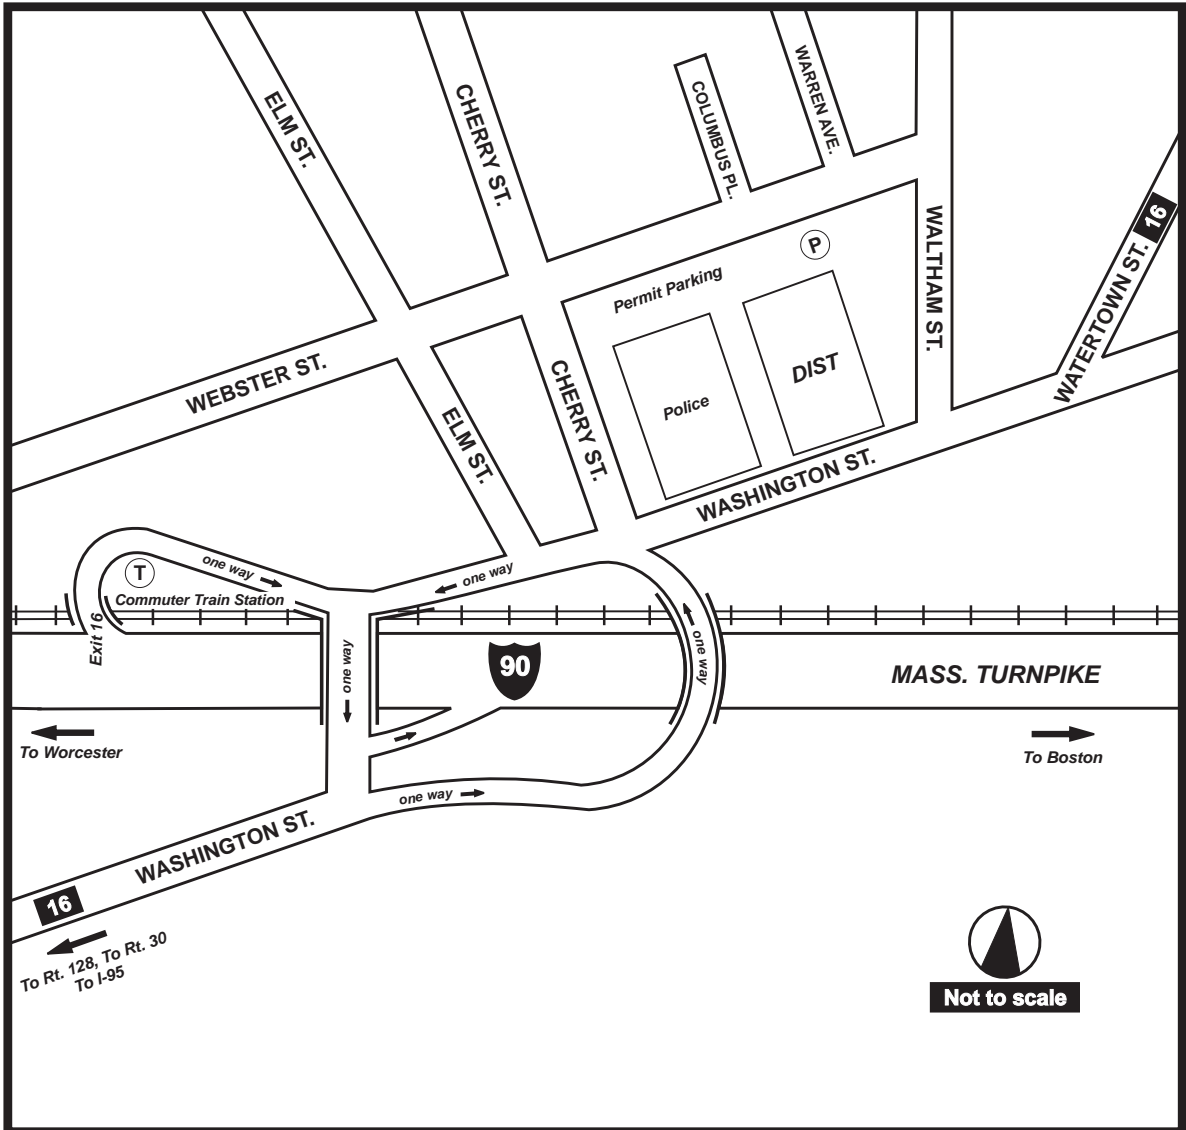 ELM ST.
CHERRY ST.
COLUMBUS PL.
WARREN AVE.
WALTHAM ST.
WATERTOWN ST.
16
P
Permit Parking
DIST
Police
WEBSTER ST.
ELM ST.
CHERRY ST.
WASHINGTON ST.
one way
T
Commuter Train Station
one way
Exit 16
one way
90
one way
MASS. TURNPIKE
To Worcester
To Boston
one way
WASHINGTON ST.
16
To Rt. 128, To Rt. 30
To I-95
Not to scale